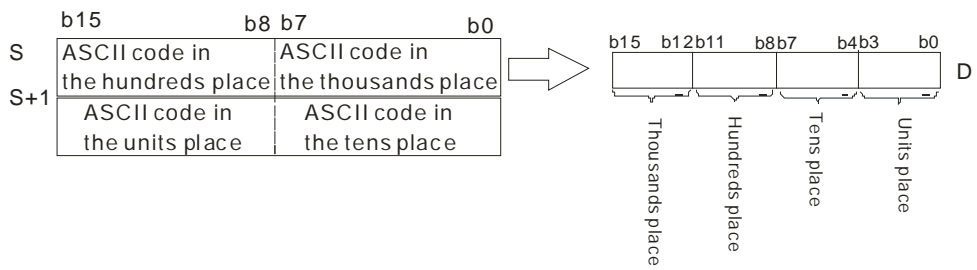 b15 b8 b7 b0
S
ASCII code in
the hundreds place
ASCII code in
the thousands place
S+1
ASCII code in
the units place
ASCII code in
the tens place
b15 b12 b11 b8 b7 b4 b3 b0
D
Thousands place
Hundreds place
Tens place
Units place